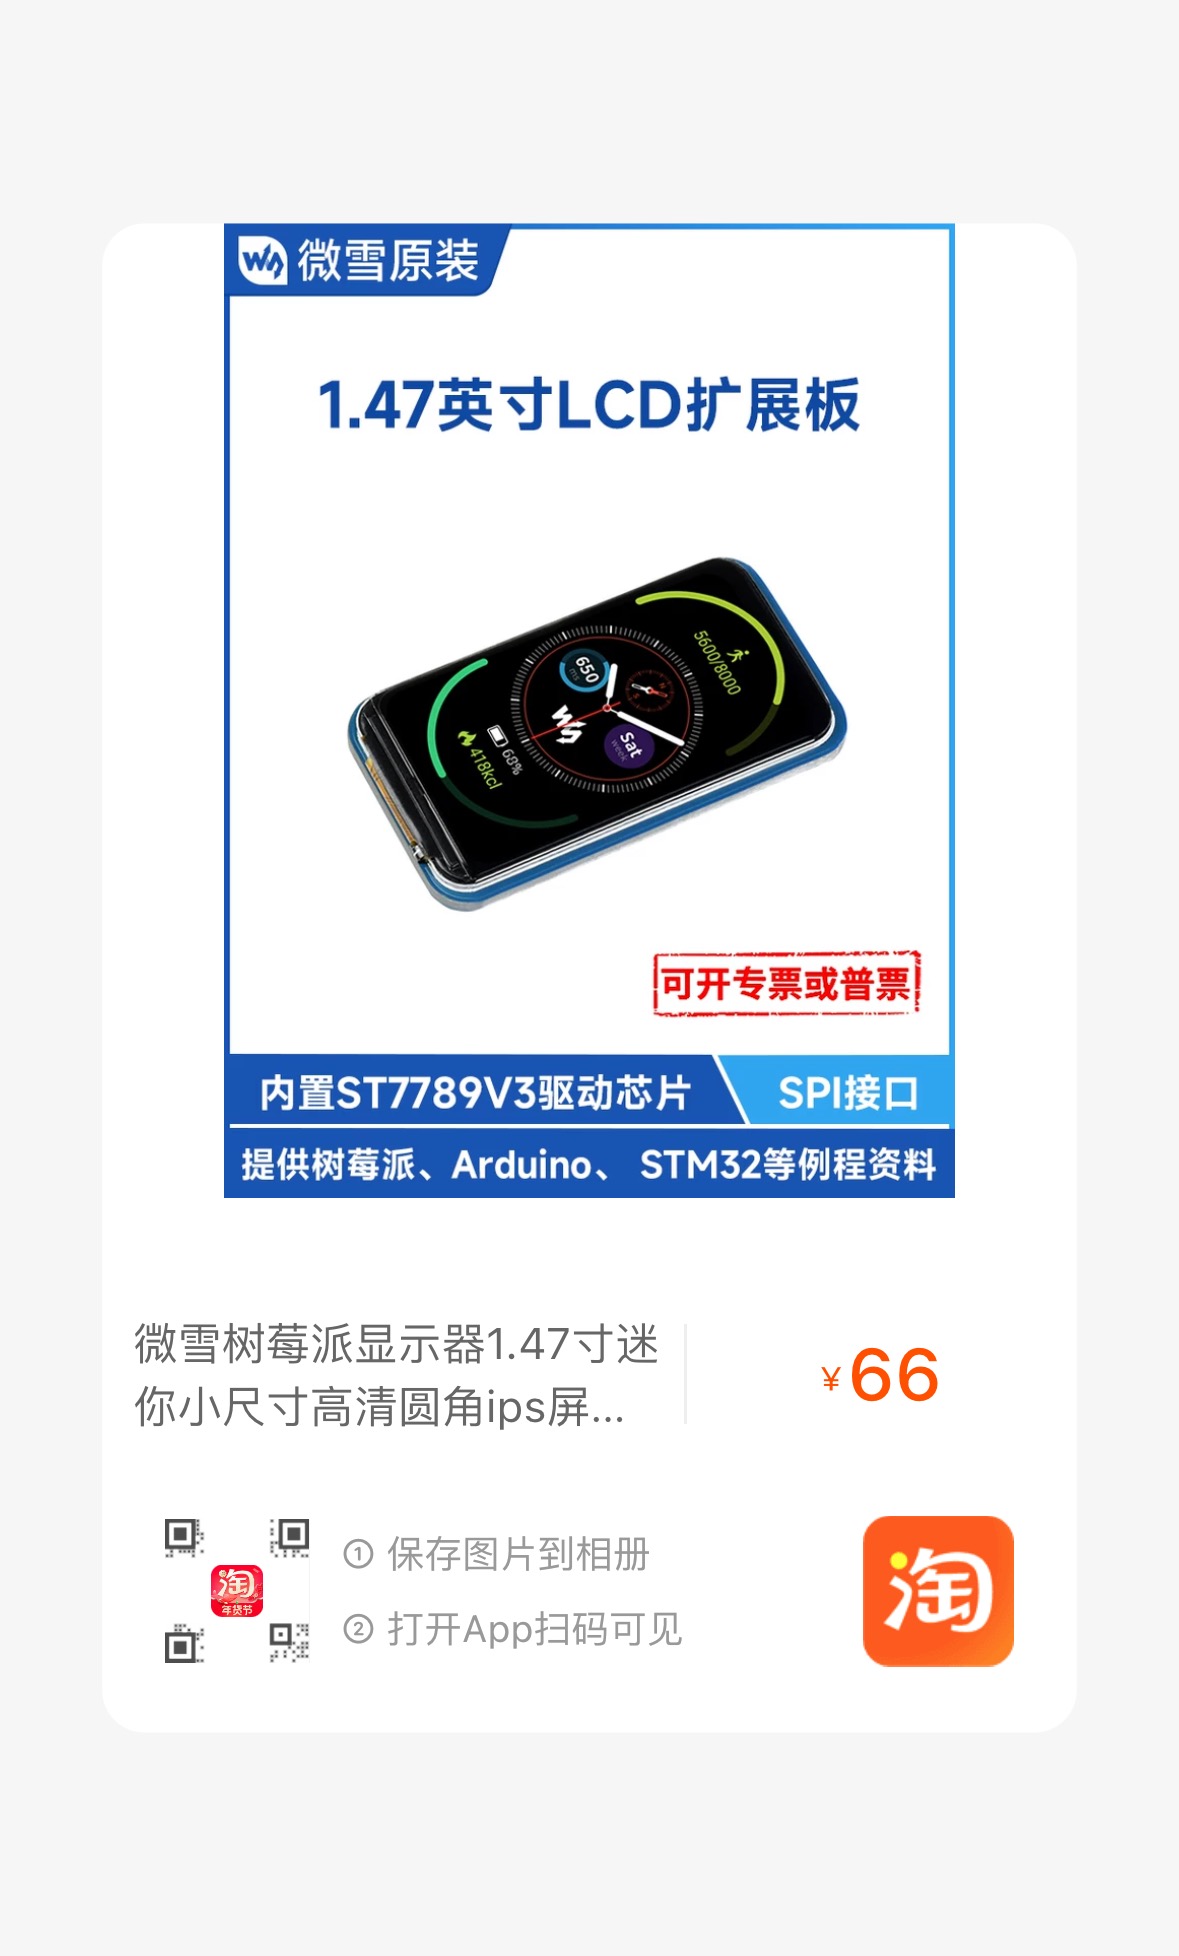 微雪原装
1.47英寸LCD扩展板
5600/8000
650
ms
Sat
week
68%
418kcl
可开专票或普票
内置ST7789V3驱动芯片
SPI接口
提供树莓派、Arduino、 STM32等例程资料
微雪树莓派显示器1.47寸迷
你小尺寸高清圆角ips屏...
¥66
① 保存图片到相册
② 打开App扫码可见
淘
年货节
淘